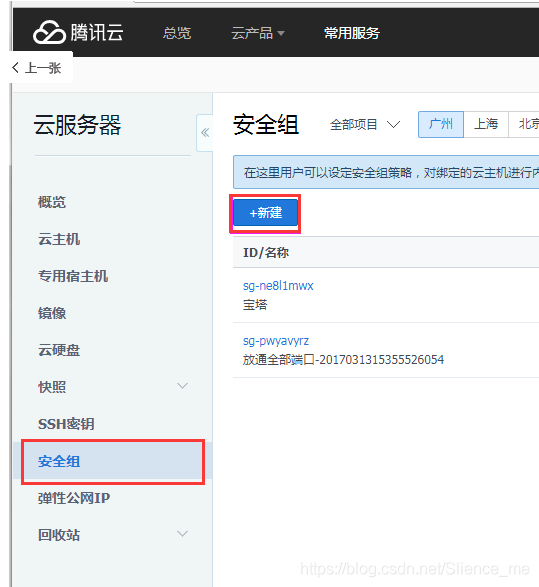 腾讯云 总览 云产品 常用服务
上一张
云服务器
概览
云主机
专用宿主机
镜像
云硬盘
快照
SSH密钥
安全组
弹性公网IP
回收站
安全组 全部项目 广州 上海 北京
在这里用户可以设定安全组策略，对绑定的云主机进行内
+新建
ID/名称
sg-ne8l1mwx
宝塔
sg-pwyavyrz
放通全部端口-2017031315355526054
https://blog.csdn.net/Slience_me